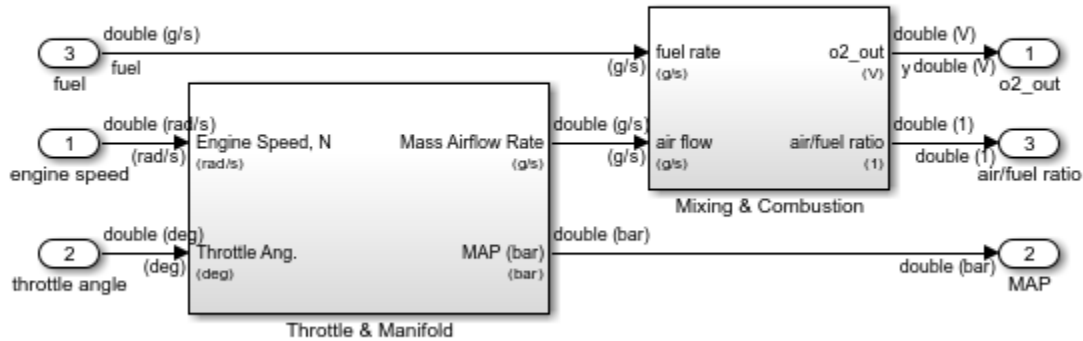 double (g/s)
3
fuel
fuel
(g/s)
fuel rate
(g/s)
o2_out
(V)
double (V)
y double (V)
1
o2_out
double (rad/s)
1
(rad/s)
engine speed
Engine Speed, N
(rad/s)
Mass Airflow Rate
(g/s)
double (g/s)
(g/s)
air flow
(g/s)
air/fuel ratio
(1)
double (1)
double (1)
3
air/fuel ratio
Mixing & Combustion
double (deg)
2
(deg)
throttle angle
Throttle Ang.
(deg)
MAP (bar)
(bar)
double (bar)
double (bar)
2
MAP
Throttle & Manifold